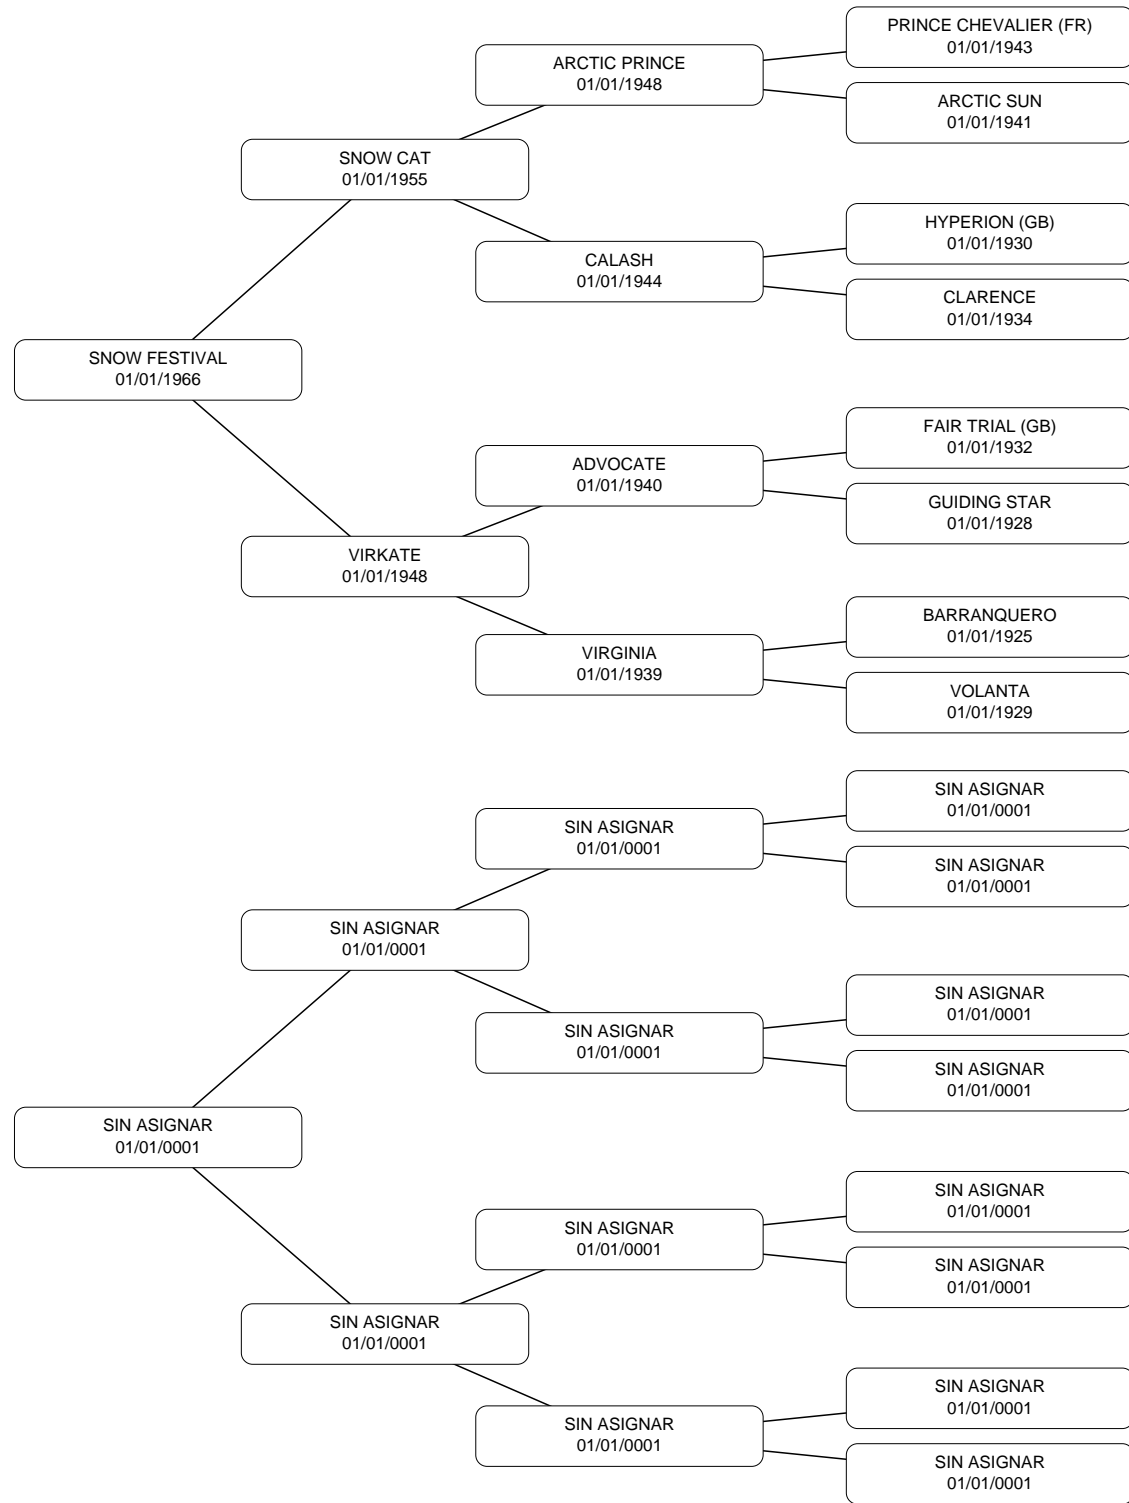 PRINCE CHEVALIER (FR)
01/01/1943
ARCTIC PRINCE
01/01/1948
ARCTIC SUN
01/01/1941
SNOW CAT
01/01/1955
HYPERION (GB)
01/01/1930
CALASH
01/01/1944
CLARENCE
01/01/1934
SNOW FESTIVAL
01/01/1966
FAIR TRIAL (GB)
01/01/1932
ADVOCATE
01/01/1940
GUIDING STAR
01/01/1928
VIRKATE
01/01/1948
BARRANQUERO
01/01/1925
VIRGINIA
01/01/1939
VOLANTA
01/01/1929
SIN ASIGNAR
01/01/0001
SIN ASIGNAR
01/01/0001
SIN ASIGNAR
01/01/0001
SIN ASIGNAR
01/01/0001
SIN ASIGNAR
01/01/0001
SIN ASIGNAR
01/01/0001
SIN ASIGNAR
01/01/0001
SIN ASIGNAR
01/01/0001
SIN ASIGNAR
01/01/0001
SIN ASIGNAR
01/01/0001
SIN ASIGNAR
01/01/0001
SIN ASIGNAR
01/01/0001
SIN ASIGNAR
01/01/0001
SIN ASIGNAR
01/01/0001
SIN ASIGNAR
01/01/0001